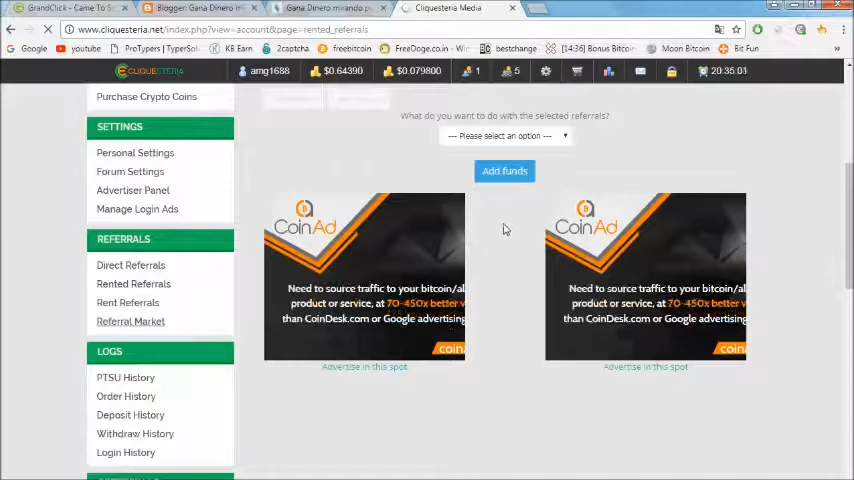 GrandClick - Came To S
Blogger: Gana Dinero m
Gana Dinero mirando pu
Cliquesteria Media
www.cliquesteria.net/index.php?view=account&page=rented_referrals
Google
youtube
ProTypers | TyperSol
KB Earn
2captcha
freebitcoin
FreeDoge.co.in - Win
bestchange
[14:36] Bonus Bitcoin
Moon Bitcoin
Bit Fun
CLIQUESTERIA
amg1688
$0.64390
$0.079800
1
5
20:35:01
Purchase Crypto Coins
What do you want to do with the selected referrals?
--- Please select an option ---
SETTINGS
Personal Settings
Add funds
Forum Settings
Advertiser Panel
Manage Login Ads
CoinAd
CoinAd
REFERRALS
Direct Referrals
Rented Referrals
Rent Referrals
Referral Market
Need to source traffic to your bitcoin/al
product or service, at 70-450x better v
than CoinDesk.com or Google advertising
coina
Need to source traffic to your bitcoin/al
product or service, at 70-450x better v
than CoinDesk.com or Google advertising
coina
Advertise in this spot
Advertise in this spot
LOGS
PTSU History
Order History
Deposit History
Withdraw History
Login History